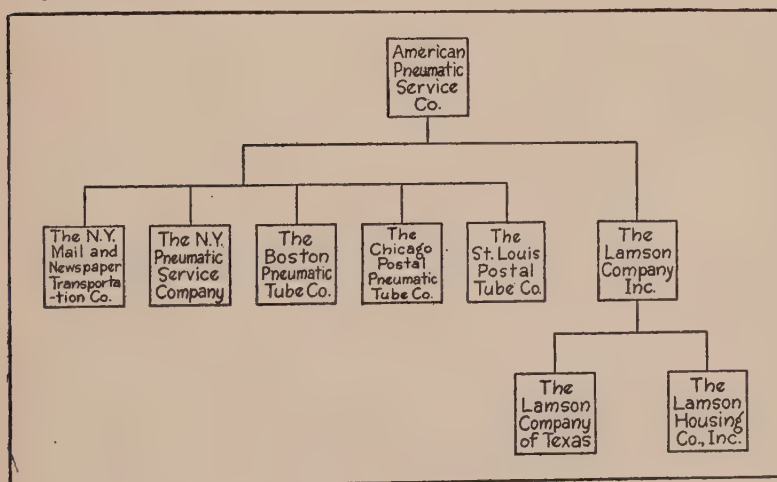 American
Pneumatic
Service
Co.
The N.Y.
Mail and
Newspaper
Transporta-
-tion Co.
The N.Y.
Pneumatic
Service
Company
The
Boston
Pneumatic
Tube Co.
The
Chicago
Postal
Pneumatic
Tube Co.
The
St. Louis
Postal
Tube Co.
The
Lamson
Company
Inc.
The
Lamson
Company
of Texas
The
Lamson
Housing
Co., Inc.